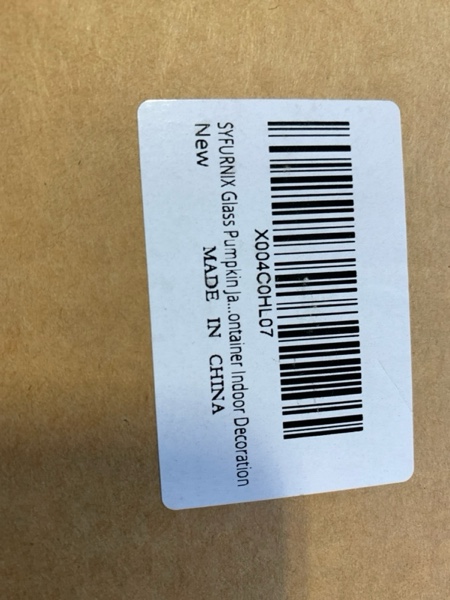 X004C0HL07
SYFURNIX Glass Pumpkin Ja...ontainer Indoor Decoration
New
MADE IN CHINA